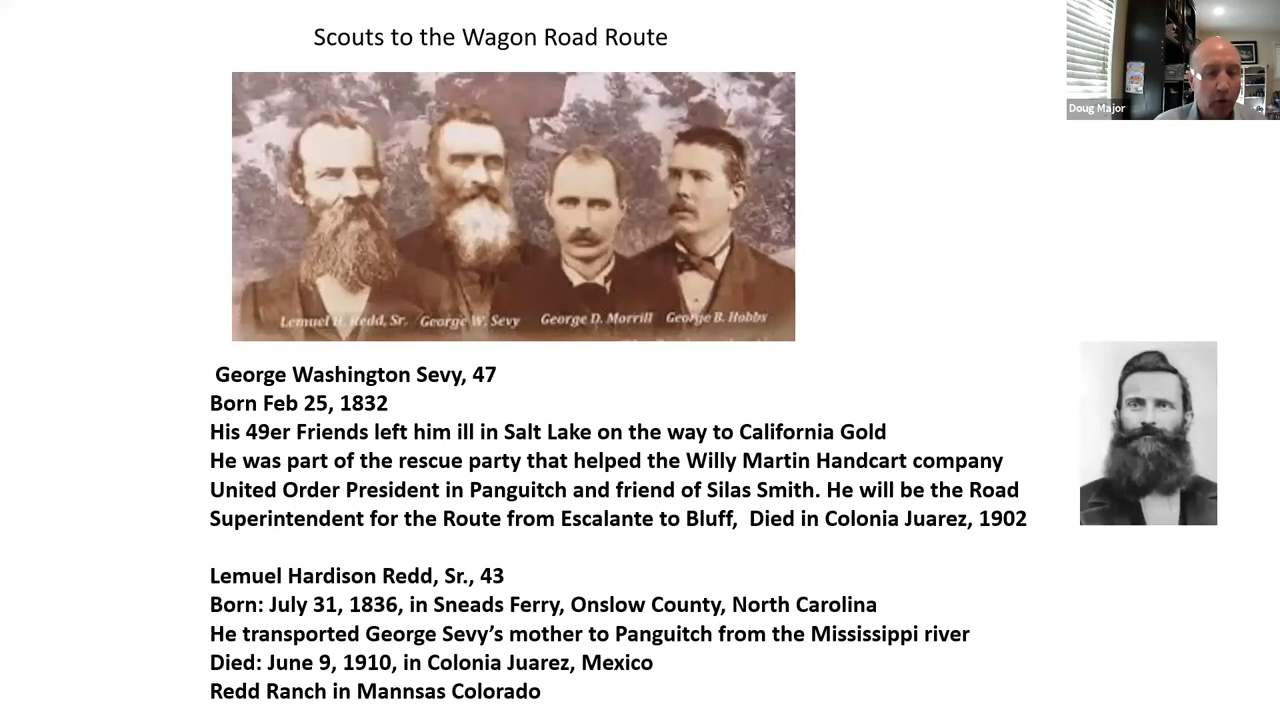 Scouts to the Wagon Road Route
Doug Major
Lemuel H. Redd, Sr. George W. Sevy George D. Morrill George B. Hobbs
George Washington Sevy, 47
Born Feb 25, 1832
His 49er Friends left him ill in Salt Lake on the way to California Gold
He was part of the rescue party that helped the Willy Martin Handcart company
United Order President in Panguitch and friend of Silas Smith. He will be the Road
Superintendent for the Route from Escalante to Bluff, Died in Colonia Juarez, 1902
Lemuel Hardison Redd, Sr., 43
Born: July 31, 1836, in Sneads Ferry, Onslow County, North Carolina
He transported George Sevy’s mother to Panguitch from the Mississippi river
Died: June 9, 1910, in Colonia Juarez, Mexico
Redd Ranch in Mannsas Colorado